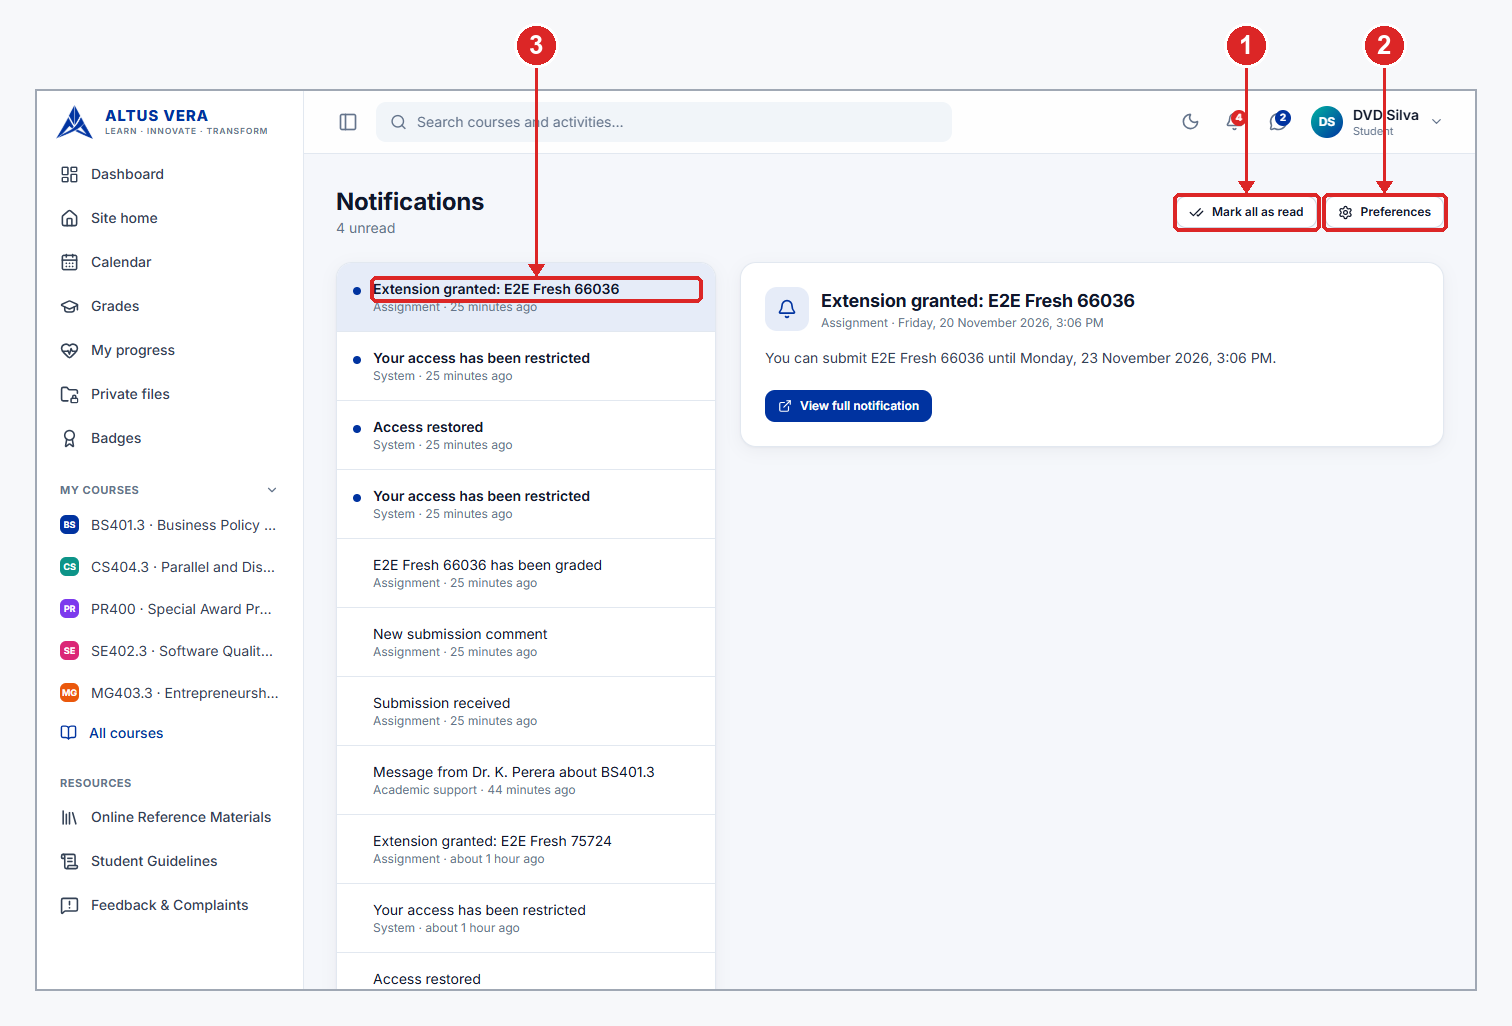 3
1
2
ALTUS VERA
LEARN · INNOVATE · TRANSFORM
Search courses and activities...
4
2
DS
DVD Silva
Student
Dashboard
Site home
Calendar
Grades
My progress
Private files
Badges
MY COURSES
BS BS401.3 · Business Policy ...
CS CS404.3 · Parallel and Dis...
PR PR400 · Special Award Pr...
SE SE402.3 · Software Qualit...
MG MG403.3 · Entrepreneursh...
All courses
RESOURCES
Online Reference Materials
Student Guidelines
Feedback & Complaints
Notifications
4 unread
Mark all as read
Preferences
Extension granted: E2E Fresh 66036
Assignment · 25 minutes ago
Your access has been restricted
System · 25 minutes ago
Access restored
System · 25 minutes ago
Your access has been restricted
System · 25 minutes ago
E2E Fresh 66036 has been graded
Assignment · 25 minutes ago
New submission comment
Assignment · 25 minutes ago
Submission received
Assignment · 25 minutes ago
Message from Dr. K. Perera about BS401.3
Academic support · 44 minutes ago
Extension granted: E2E Fresh 75724
Assignment · about 1 hour ago
Your access has been restricted
System · about 1 hour ago
Access restored
Extension granted: E2E Fresh 66036
Assignment · Friday, 20 November 2026, 3:06 PM
You can submit E2E Fresh 66036 until Monday, 23 November 2026, 3:06 PM.
View full notification